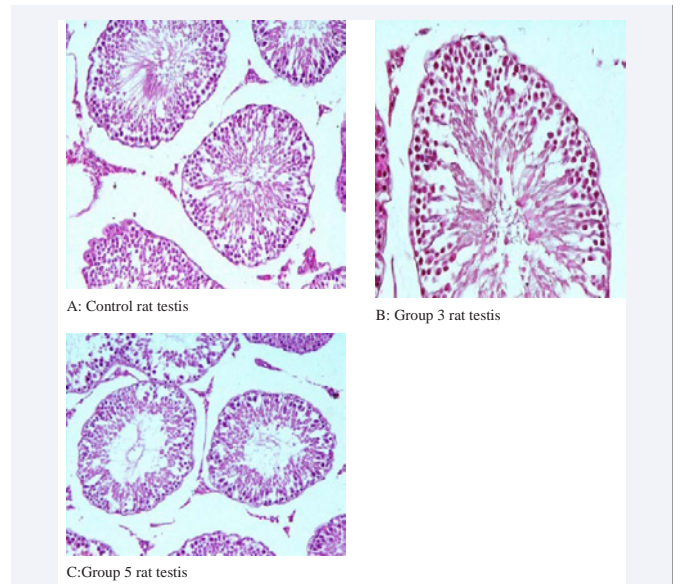 A: Control rat testis
B: Group 3 rat testis
C:Group 5 rat testis